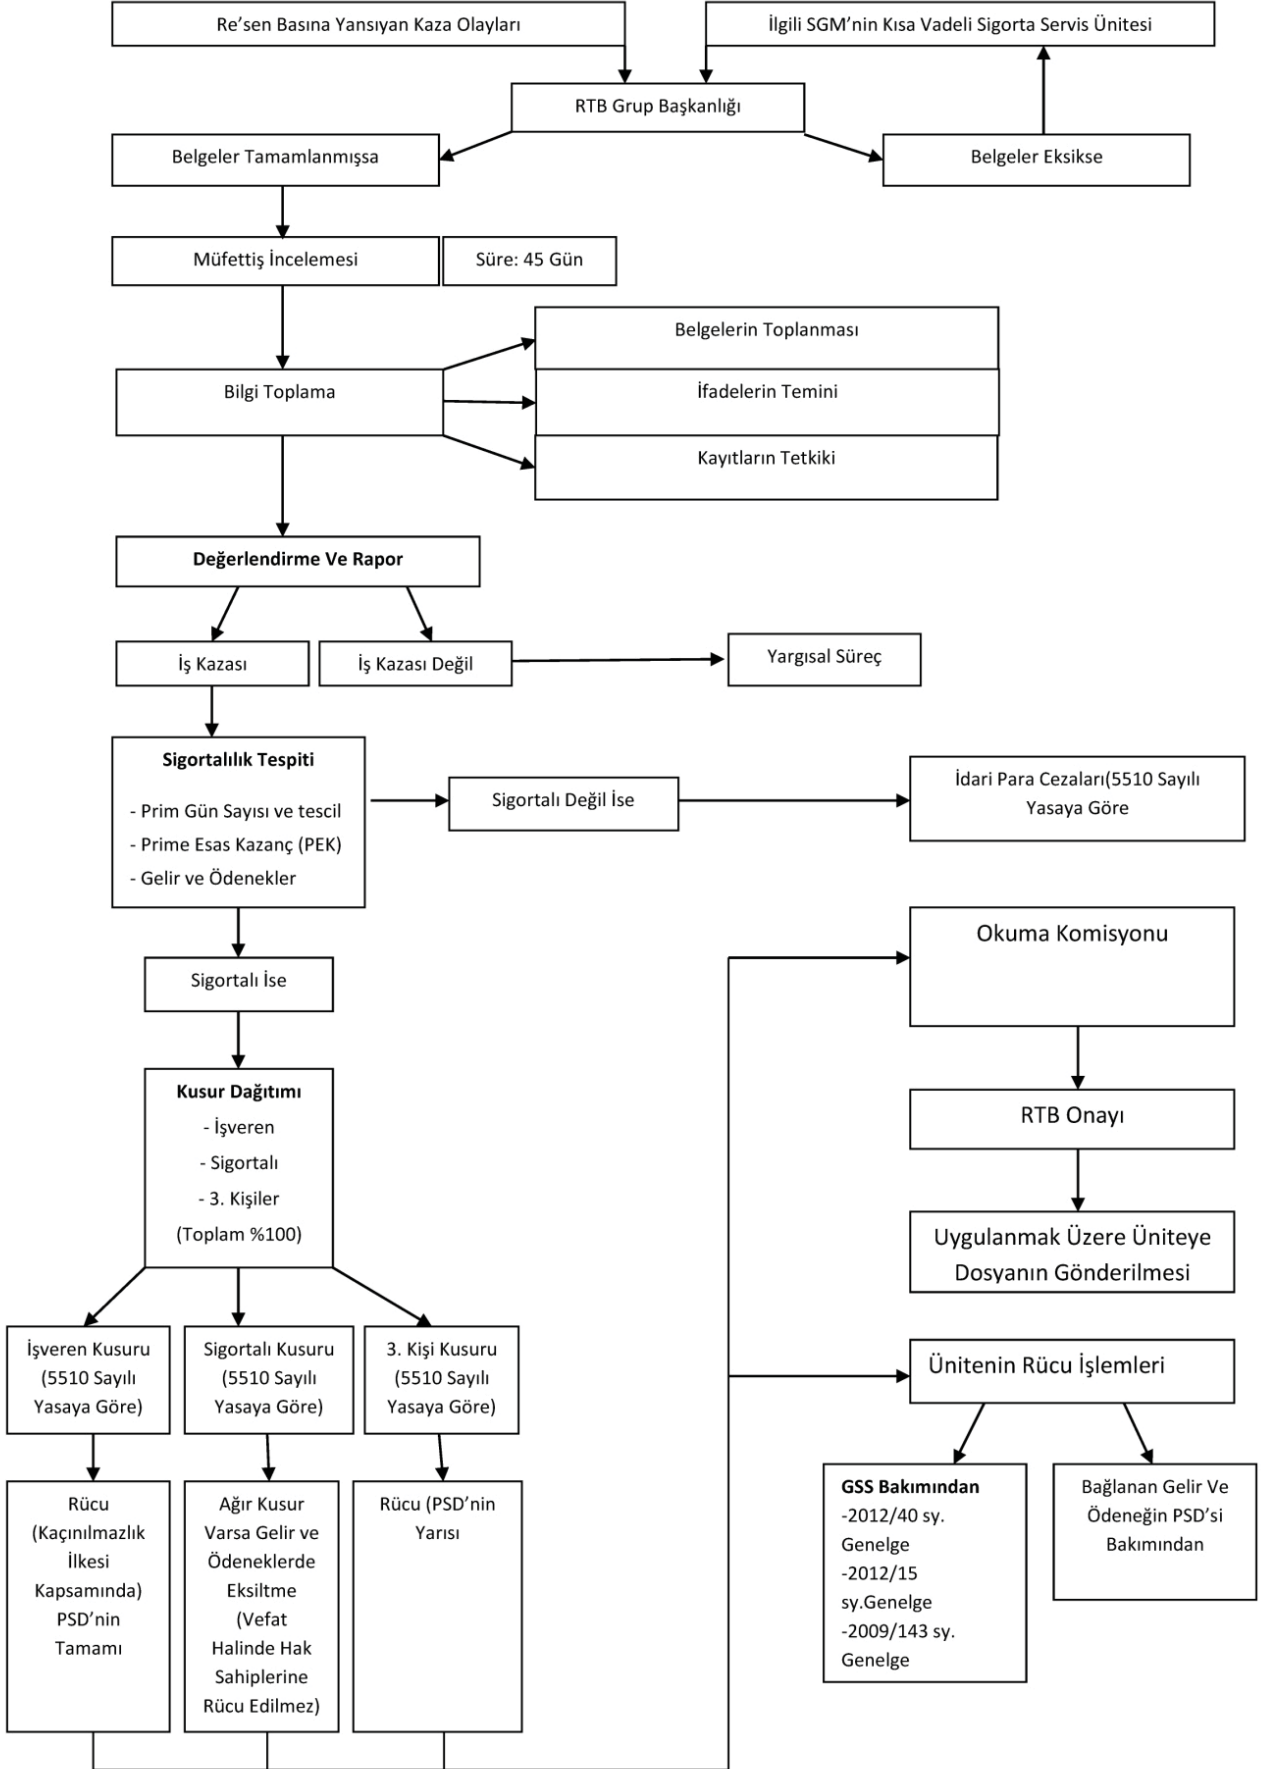 Re’sen Basına Yansıyan Kaza Olayları
İlgili SGM’nin Kısa Vadeli Sigorta Servis Ünitesi
RTB Grup Başkanlığı
Belgeler Tamamlanmışsa
Belgeler Eksikse
Müfettiş İncelemesi
Süre: 45 Gün
Belgelerin Toplanması
Bilgi Toplama
İfadelerin Temini
Kayıtların Tetkiki
Değerlendirme Ve Rapor
İş Kazası
İş Kazası Değil
Yargısal Süreç
Sigortalılık Tespiti
- Prim Gün Sayısı ve tescil
- Prime Esas Kazanç (PEK)
- Gelir ve Ödenekler
Sigortalı Değil İse
İdari Para Cezaları(5510 Sayılı
Yasaya Göre
Sigortalı İse
Kusur Dağıtımı
- İşveren
- Sigortalı
- 3. Kişiler
(Toplam %100)
İşveren Kusuru
(5510 Sayılı
Yasaya Göre)
Sigortalı Kusuru
(5510 Sayılı
Yasaya Göre)
3. Kişi Kusuru
(5510 Sayılı
Yasaya Göre)
Rücu
(Kaçınılmazlık
İlkesi
Kapsamında)
PSD’nin
Tamamı
Ağır Kusur
Varsa Gelir ve
Ödeneklerde
Eksiltme
(Vefat
Halinde Hak
Sahiplerine
Rücu Edilmez)
Rücu (PSD’nin
Yarısı
Okuma Komisyonu
RTB Onayı
Uygulanmak Üzere Üniteye
Dosyanın Gönderilmesi
Ünitenin Rücu İşlemleri
GSS Bakımından
-2012/40 sy.
Genelge
-2012/15
sy.Genelge
-2009/143 sy.
Genelge
Bağlanan Gelir Ve
Ödeneğin PSD’si
Bakımından